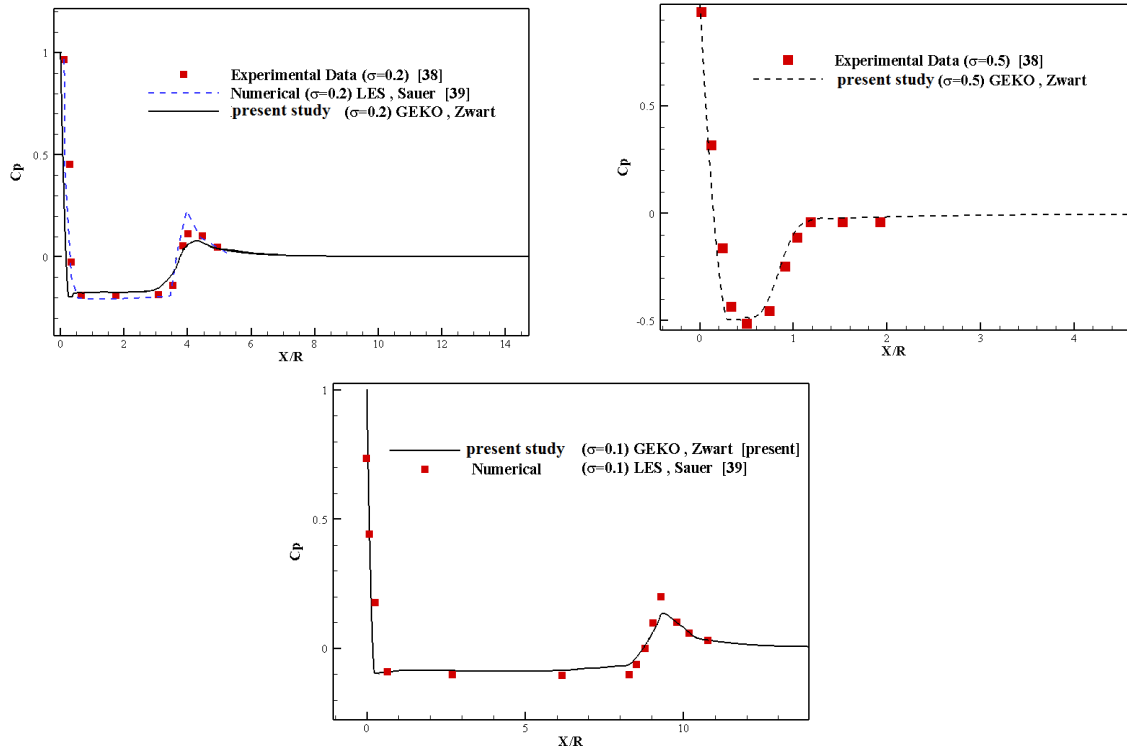 Experimental Data (σ=0.2) [38]
Numerical (σ=0.2) LES , Sauer [39]
present study (σ=0.2) GEKO , Zwart
1
0.5
0
Cp
0 2 4 6 8 10 12 14
X/R
Experimental Data (σ=0.5) [38]
present study (σ=0.5) GEKO , Zwart
0.5
0
-0.5
Cp
0 1 2 3 4
X/R
present study (σ=0.1) GEKO , Zwart [present]
Numerical (σ=0.1) LES , Sauer [39]
1
0.5
0
Cp
0 5 10
X/R